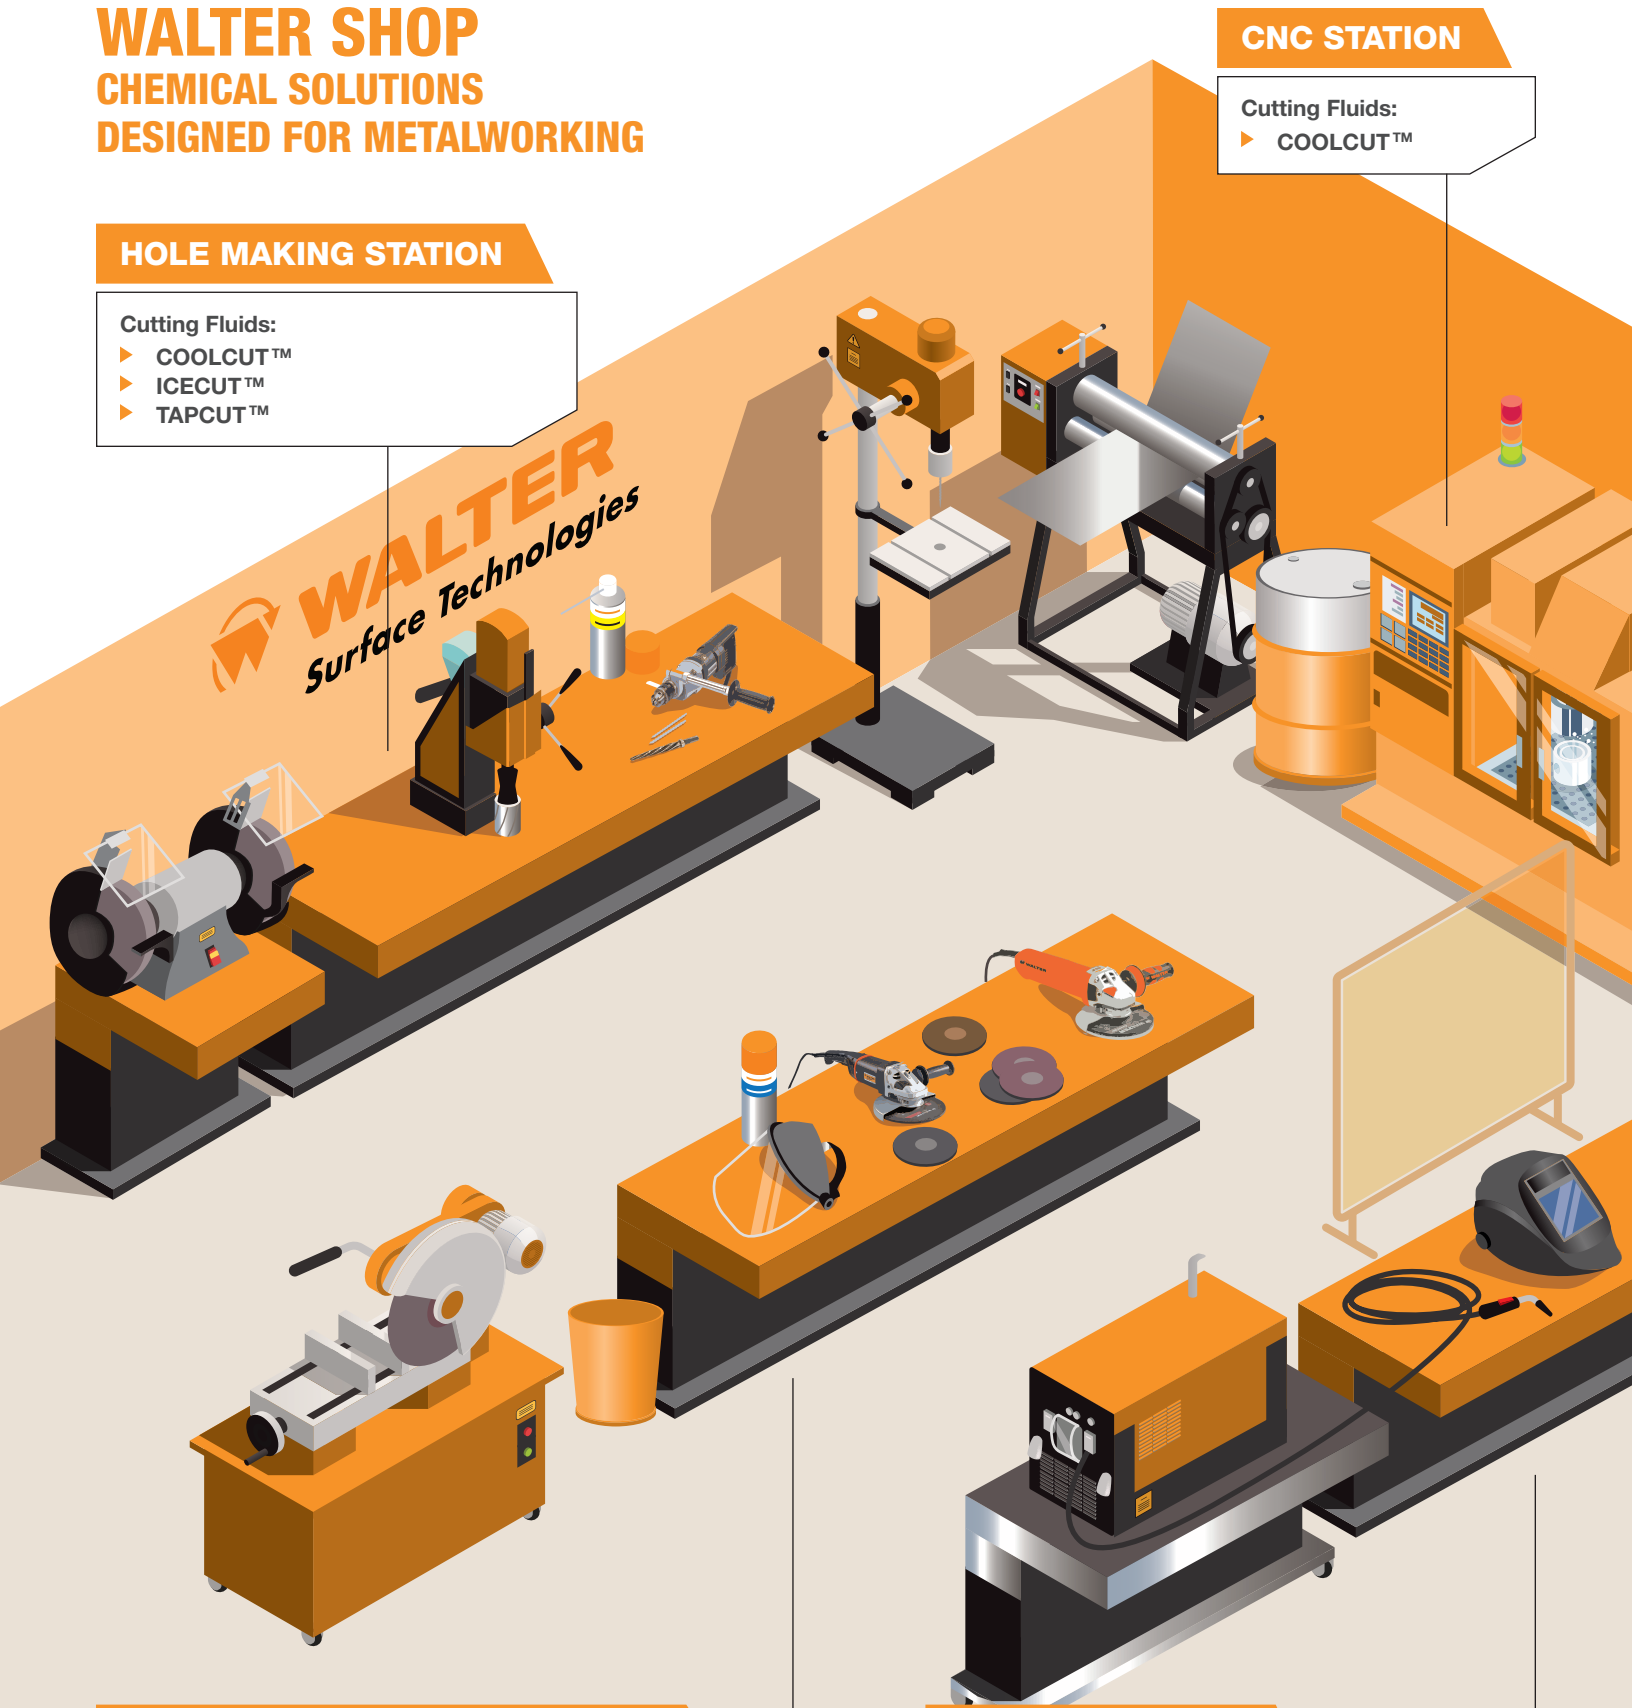 WALTER SHOP
CHEMICAL SOLUTIONS
DESIGNED FOR METALWORKING
CNC STATION
Cutting Fluids:
COOLCUT™
HOLE MAKING STATION
Cutting Fluids:
COOLCUT™
ICECUT™
TAPCUT™
WALTER
Surface Technologies
WALTER